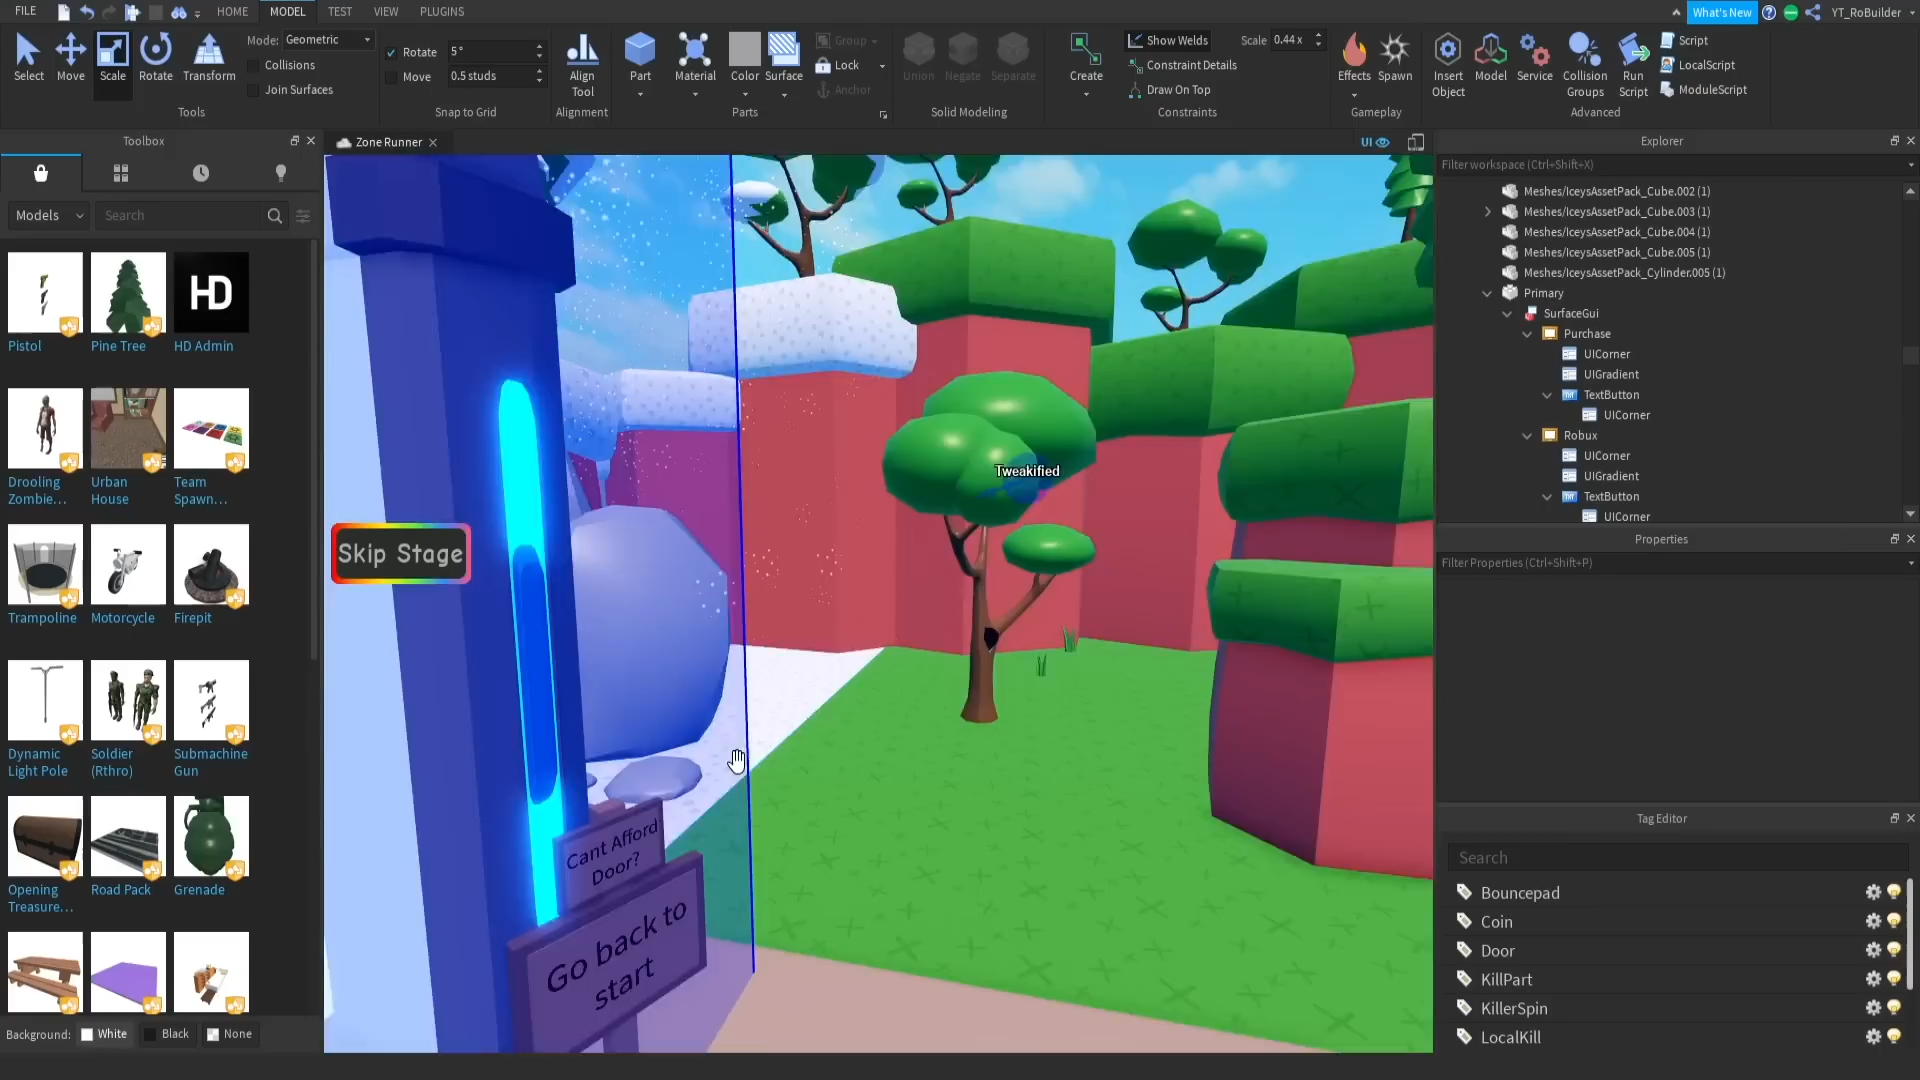 FILE
HOME
MODEL
TEST
VIEW
PLUGINS
What's New
YT_RoBuilder
Select
Move
Scale
Rotate
Transform
Mode: Geometric
Collisions
Join Surfaces
Tools
Rotate 5°
Move 0.5 studs
Snap to Grid
Align
Tool
Alignment
Part
Material
Color
Surface
Group
Lock
Anchor
Parts
Union
Negate
Separate
Solid Modeling
Create
Show Welds
Scale 0.44 x
Constraint Details
Draw On Top
Constraints
Effects
Spawn
Gameplay
Insert
Object
Model
Service
Collision
Groups
Run
Script
Script
LocalScript
ModuleScript
Advanced
Toolbox
Models
Search
Pistol
Pine Tree
HD
HD Admin
Drooling
Zombie...
Urban
House
Team
Spawn...
Trampoline
Motorcycle
Firepit
Dynamic
Light Pole
Soldier
(Rthro)
Submachine
Gun
Opening
Treasure...
Road Pack
Grenade
Background:
White
Black
None
Zone Runner
UI
Skip Stage
Tweakified
Cant Afford
Door?
Go back to
start
Explorer
Filter workspace (Ctrl+Shift+X)
Meshes/IceysAssetPack_Cube.002 (1)
Meshes/IceysAssetPack_Cube.003 (1)
Meshes/IceysAssetPack_Cube.004 (1)
Meshes/IceysAssetPack_Cube.005 (1)
Meshes/IceysAssetPack_Cylinder.005 (1)
Primary
SurfaceGui
Purchase
UICorner
UIGradient
TextButton
UICorner
Robux
UICorner
UIGradient
TextButton
UICorner
Properties
Filter Properties (Ctrl+Shift+P)
Tag Editor
Search
Bouncepad
Coin
Door
KillPart
KillerSpin
LocalKill